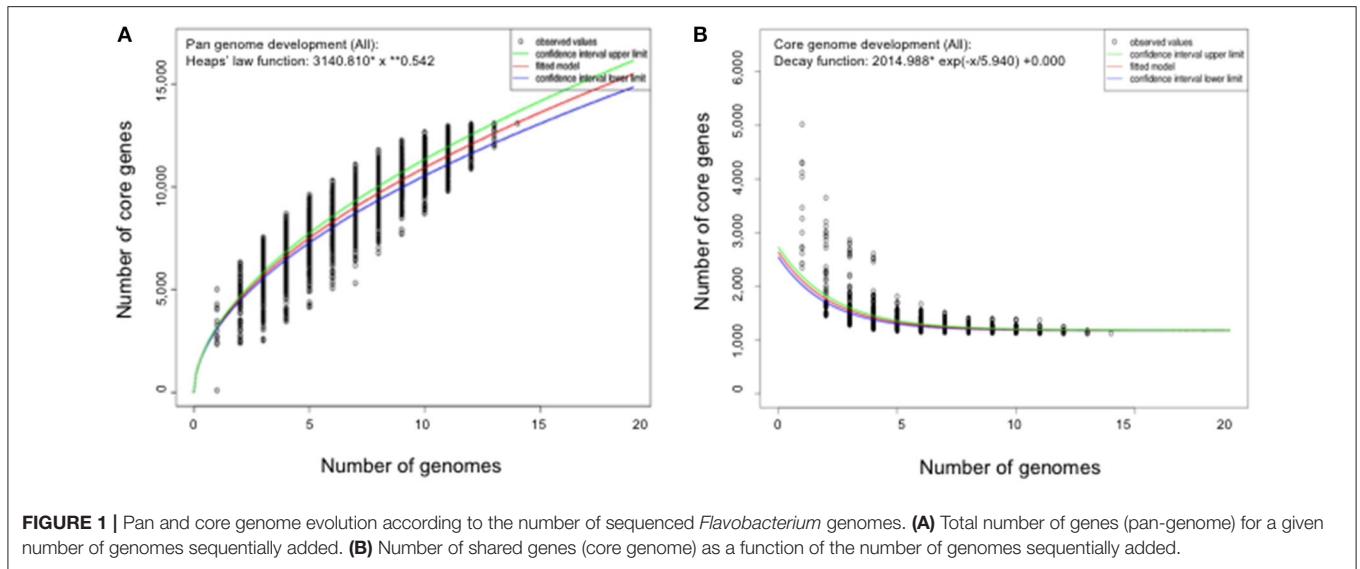 A
Pan genome development (All):
Heaps' law function: 3140.810* x **0.542
observed values
confidence interval upper limit
fitted model
confidence interval lower limit
15,000
10,000
5,000
0
Number of core genes
0 5 10 15 20
Number of genomes
B
Core genome development (All):
Decay function: 2014.988* exp(-x/5.940) +0.000
observed values
confidence interval upper limit
fitted model
confidence interval lower limit
6,000
5,000
4,000
3,000
2,000
1,000
0
Number of core genes
0 5 10 15 20
Number of genomes
FIGURE 1 | Pan and core genome evolution according to the number of sequenced Flavobacterium genomes. (A) Total number of genes (pan-genome) for a given
number of genomes sequentially added. (B) Number of shared genes (core genome) as a function of the number of genomes sequentially added.